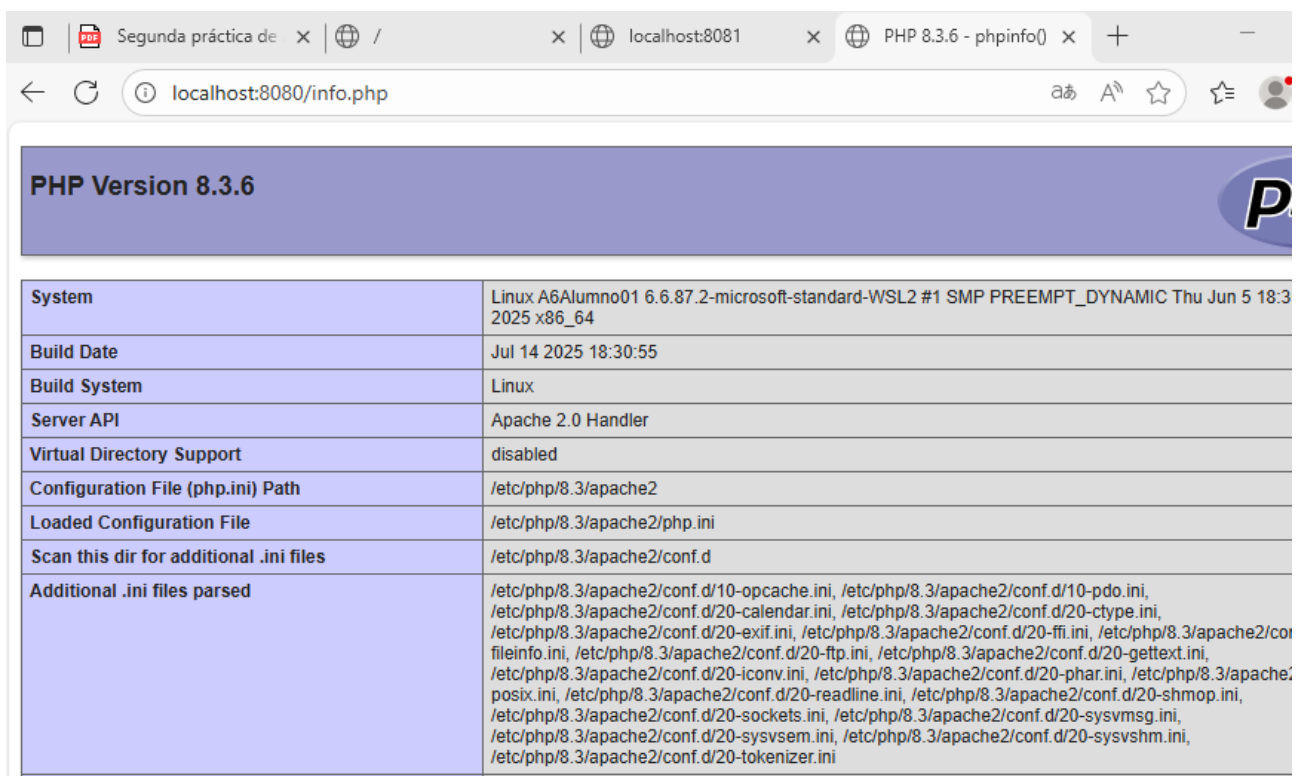 Segunda práctica de
/
localhost:8081
PHP 8.3.6 - phpinfo()
localhost:8080/info.php
PHP Version 8.3.6
System
Linux A6Alumno01 6.6.87.2-microsoft-standard-WSL2 #1 SMP PREEMPT_DYNAMIC Thu Jun 5 18:3
2025 x86_64
Build Date
Jul 14 2025 18:30:55
Build System
Linux
Server API
Apache 2.0 Handler
Virtual Directory Support
disabled
Configuration File (php.ini) Path
/etc/php/8.3/apache2
Loaded Configuration File
/etc/php/8.3/apache2/php.ini
Scan this dir for additional .ini files
/etc/php/8.3/apache2/conf.d
Additional .ini files parsed
/etc/php/8.3/apache2/conf.d/10-opcache.ini, /etc/php/8.3/apache2/conf.d/10-pdo.ini,
/etc/php/8.3/apache2/conf.d/20-calendar.ini, /etc/php/8.3/apache2/conf.d/20-ctype.ini,
/etc/php/8.3/apache2/conf.d/20-exif.ini, /etc/php/8.3/apache2/conf.d/20-ffi.ini, /etc/php/8.3/apache2/cor
fileinfo.ini, /etc/php/8.3/apache2/conf.d/20-ftp.ini, /etc/php/8.3/apache2/conf.d/20-gettext.ini,
/etc/php/8.3/apache2/conf.d/20-iconv.ini, /etc/php/8.3/apache2/conf.d/20-phar.ini, /etc/php/8.3/apache2
posix.ini, /etc/php/8.3/apache2/conf.d/20-readline.ini, /etc/php/8.3/apache2/conf.d/20-shmop.ini,
/etc/php/8.3/apache2/conf.d/20-sockets.ini, /etc/php/8.3/apache2/conf.d/20-sysvmsg.ini,
/etc/php/8.3/apache2/conf.d/20-sysvsem.ini, /etc/php/8.3/apache2/conf.d/20-sysvshm.ini,
/etc/php/8.3/apache2/conf.d/20-tokenizer.ini